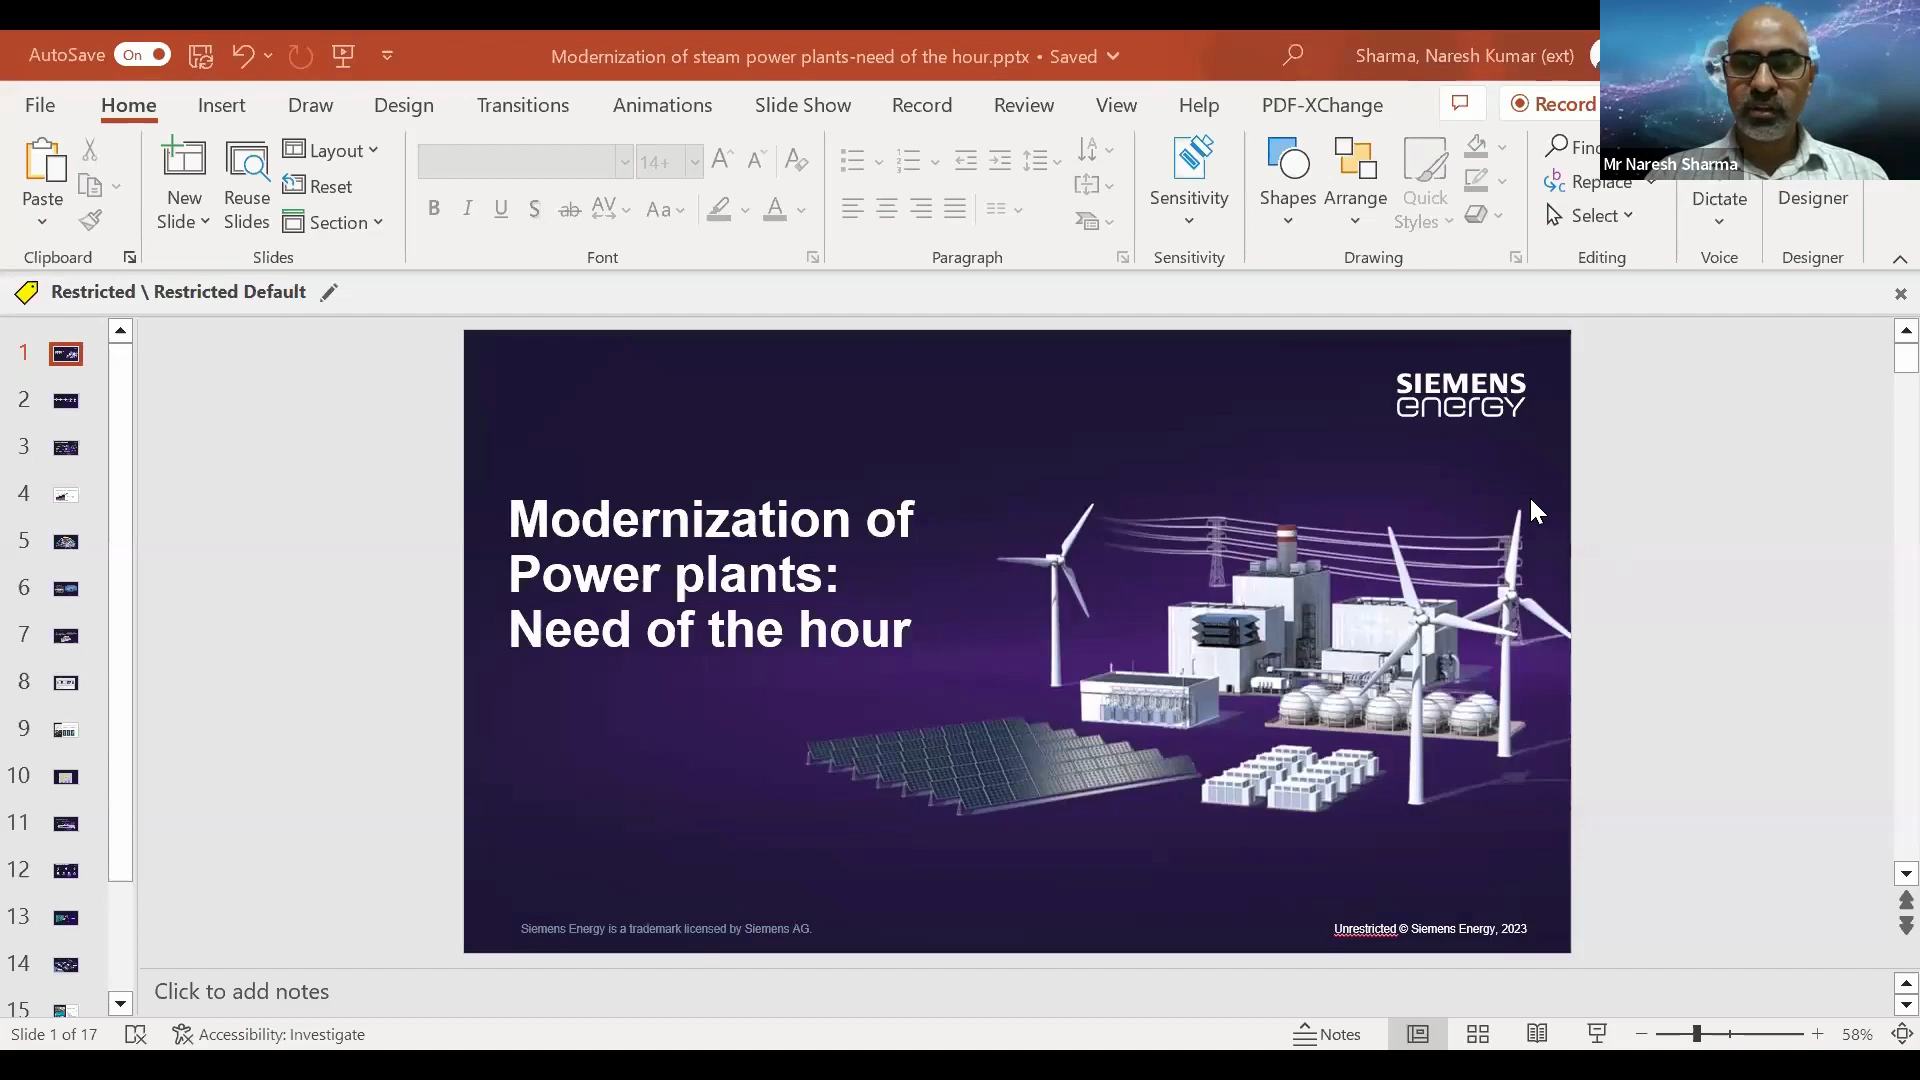 AutoSave On
Modernization of steam power plants-need of the hour.pptx • Saved
Sharma, Naresh Kumar (ext)
File Home Insert Draw Design Transitions Animations Slide Show Record Review View Help PDF-XChange Record
Mr Naresh Sharma
Paste
New Slide
Reuse Slides
Layout
Reset
Section
14+
B I U S ab AV Aa A
Sensitivity
Shapes
Arrange
Quick Styles
Replace
Select
Dictate
Designer
Clipboard Slides Font Paragraph Sensitivity Drawing Editing Voice Designer
Restricted \ Restricted Default
1
2
3
4
5
6
7
8
9
10
11
12
13
14
15
SIEMENS
energy
Modernization of
Power plants:
Need of the hour
Siemens Energy is a trademark licensed by Siemens AG.
Unrestricted © Siemens Energy, 2023
Click to add notes
Slide 1 of 17
Accessibility: Investigate
Notes
58%